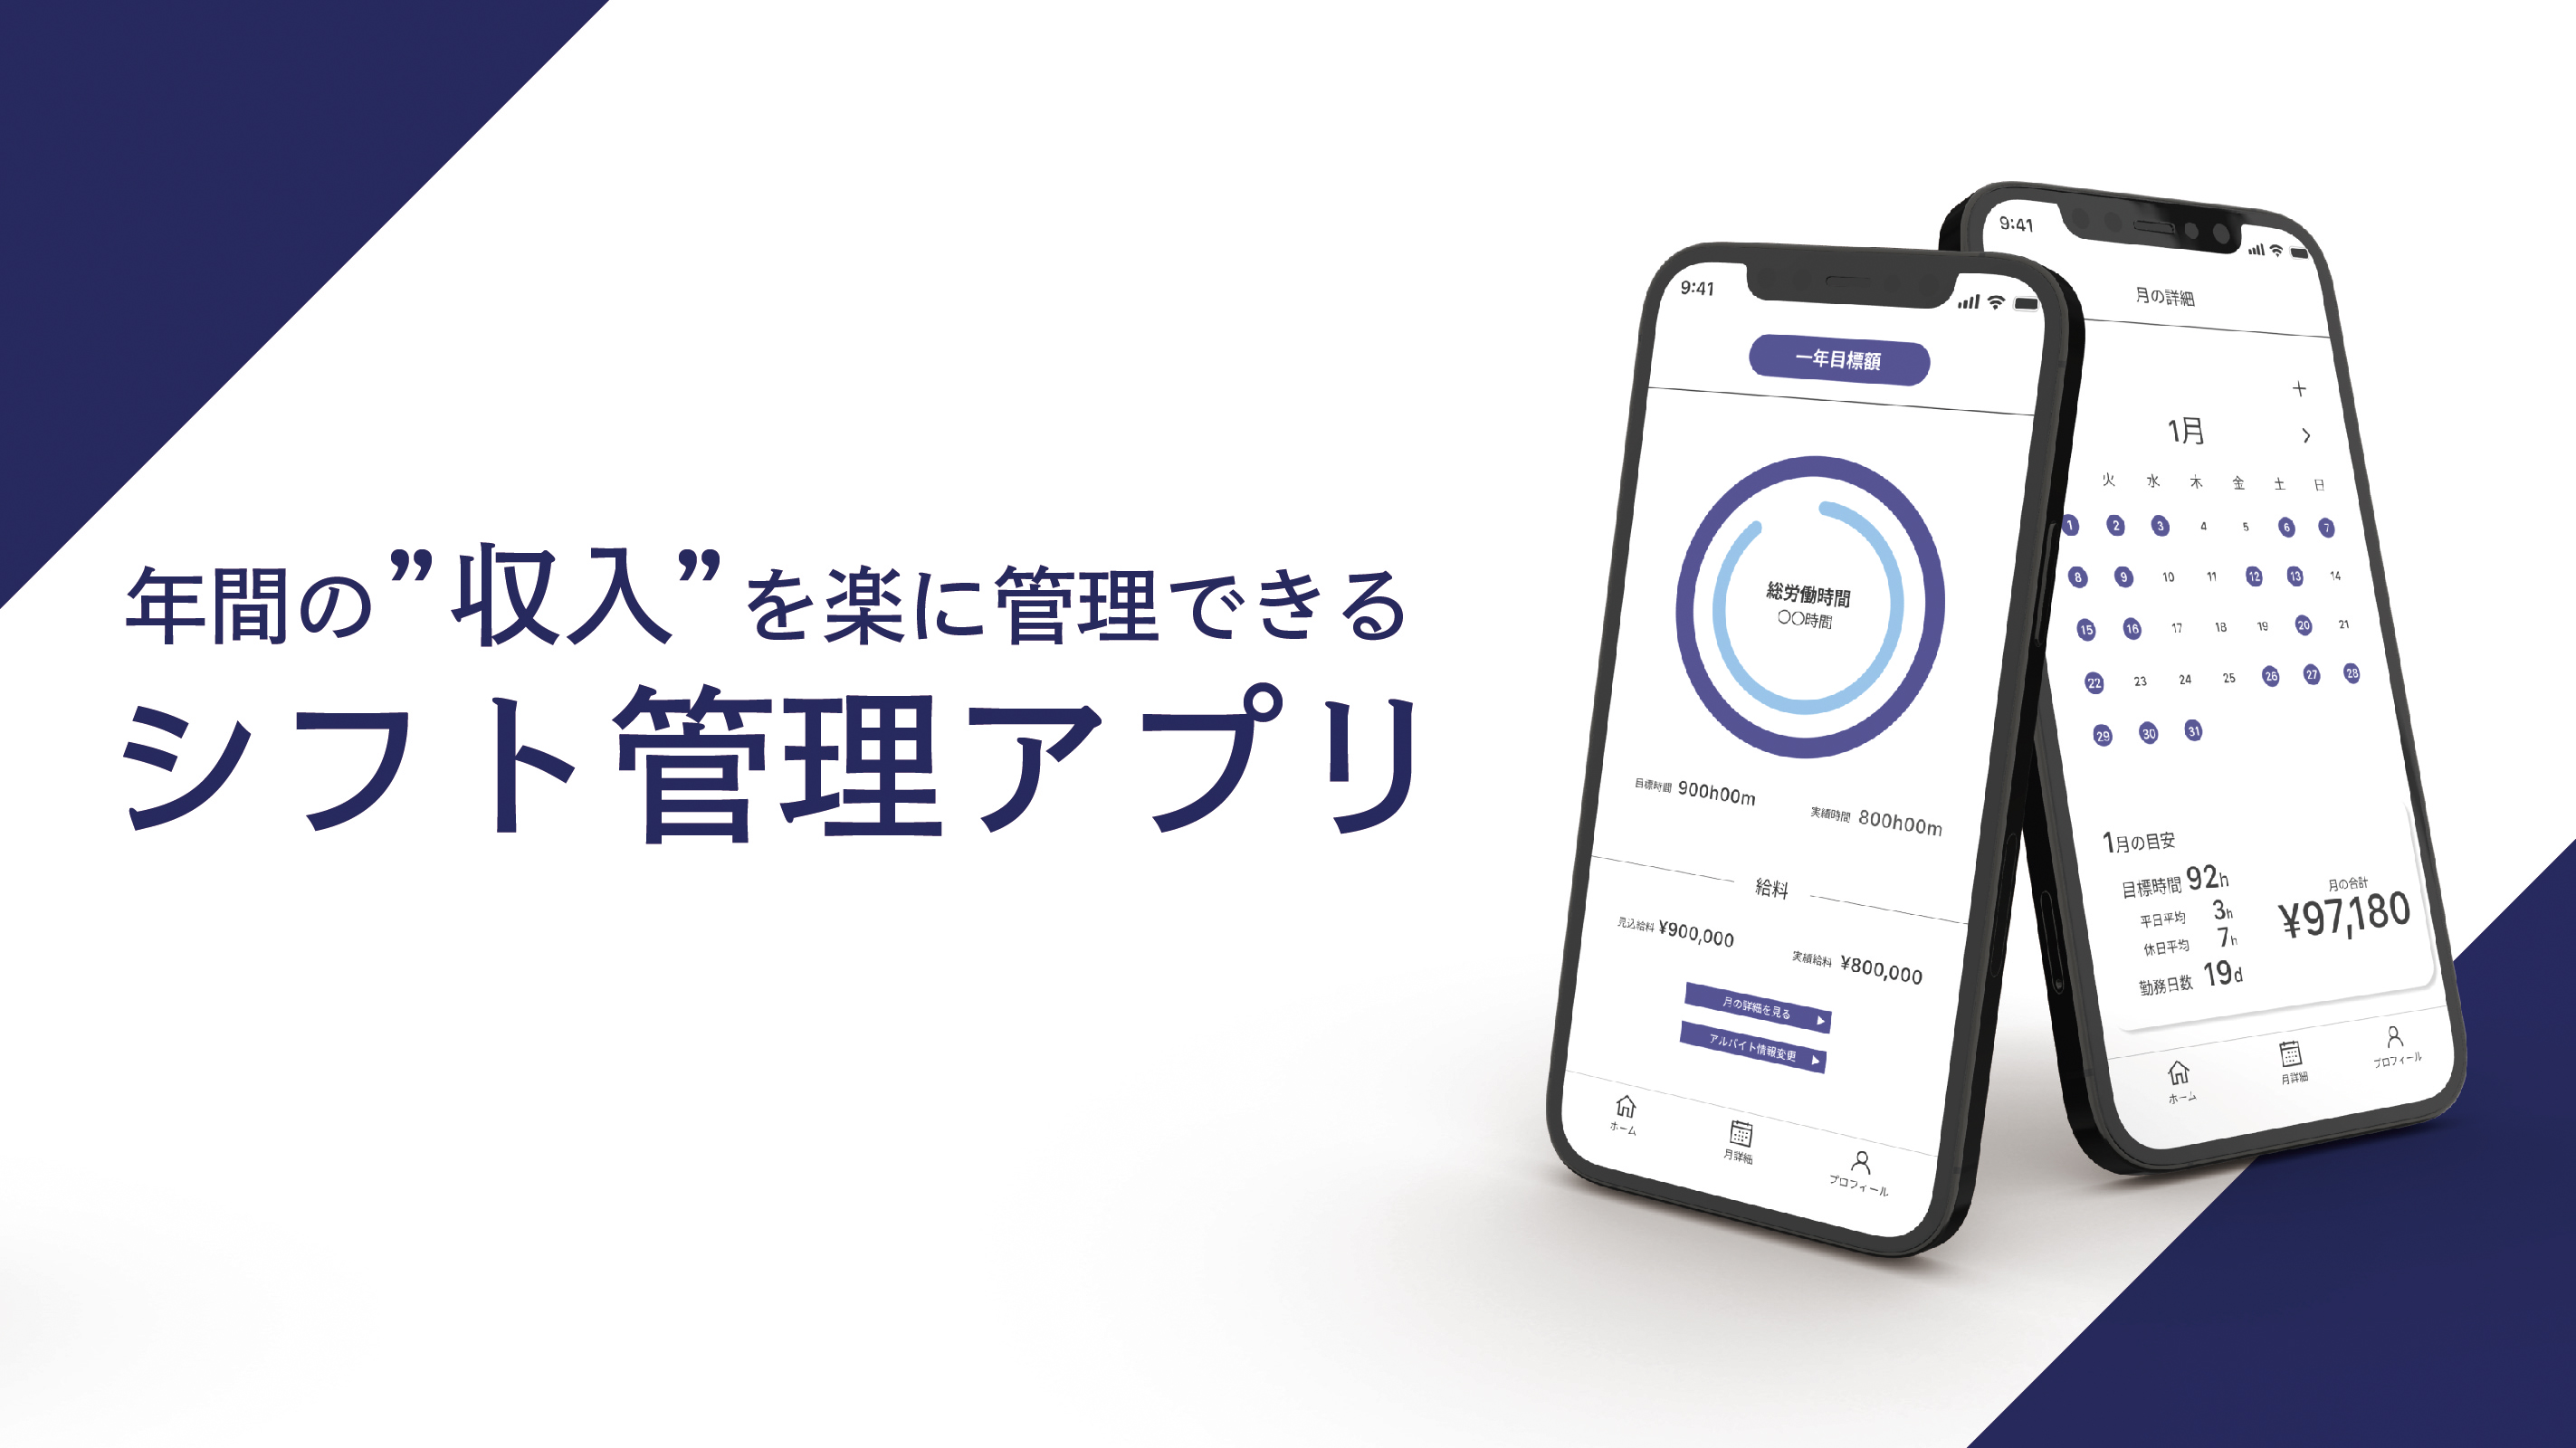 年間の”収入”を楽に管理できる
シフト管理アプリ
9:41
一年目標額
総労働時間
〇〇時間
目標時間 900h00m
実績時間 800h00m
給料
見込給料 ¥900,000
実績給料 ¥800,000
月の詳細を見る ▶
アルバイト情報変更 ▶
ホーム
月詳細
プロフィール
9:41
月の詳細
+
1月 >
火 水 木 金 土 日
1 2 3 4 5 6 7
8 9 10 11 12 13 14
15 16 17 18 19 20 21
22 23 24 25 26 27 28
29 30 31
1月の目安
目標時間 92h
平日平均 3h
休日平均 7h
勤務日数 19d
月の合計
¥97,180
ホーム
月詳細
プロフィール